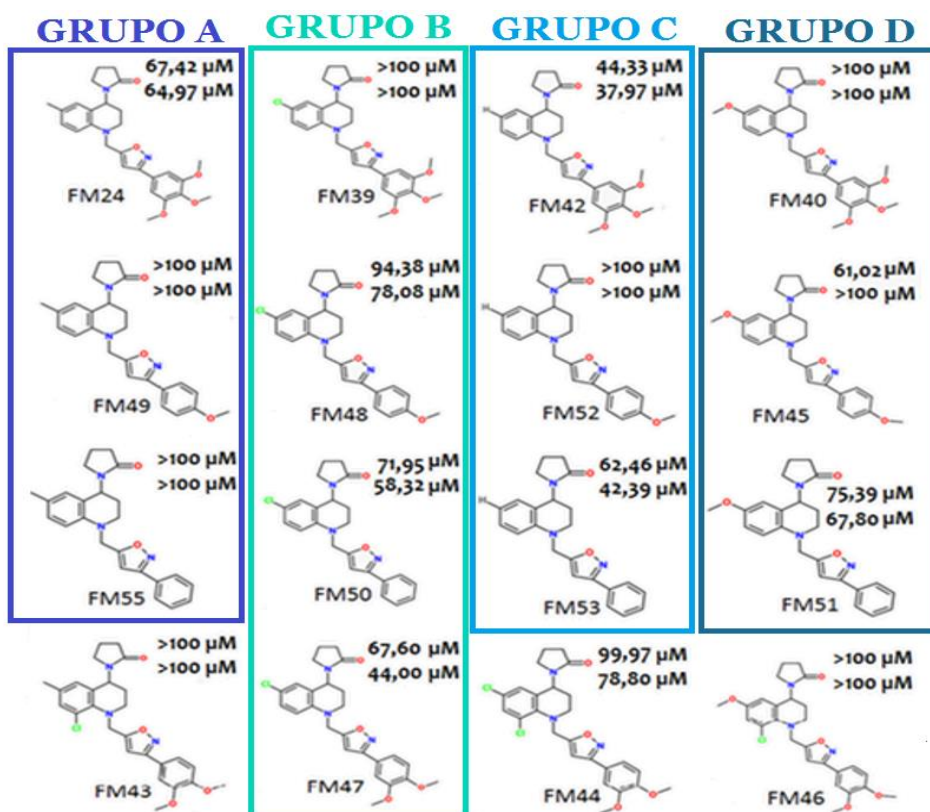 GRUPO A
GRUPO B
GRUPO C
GRUPO D
67,42 µM
64,97 µM
FM24
>100 µM
>100 µM
FM39
44,33 µM
37,97 µM
FM42
>100 µM
>100 µM
FM40
>100 µM
>100 µM
FM49
94,38 µM
78,08 µM
FM48
>100 µM
>100 µM
FM52
61,02 µM
>100 µM
FM45
>100 µM
>100 µM
FM55
71,95 µM
58,32 µM
FM50
62,46 µM
42,39 µM
FM53
75,39 µM
67,80 µM
FM51
>100 µM
>100 µM
FM43
67,60 µM
44,00 µM
FM47
99,97 µM
78,80 µM
FM44
>100 µM
>100 µM
FM46